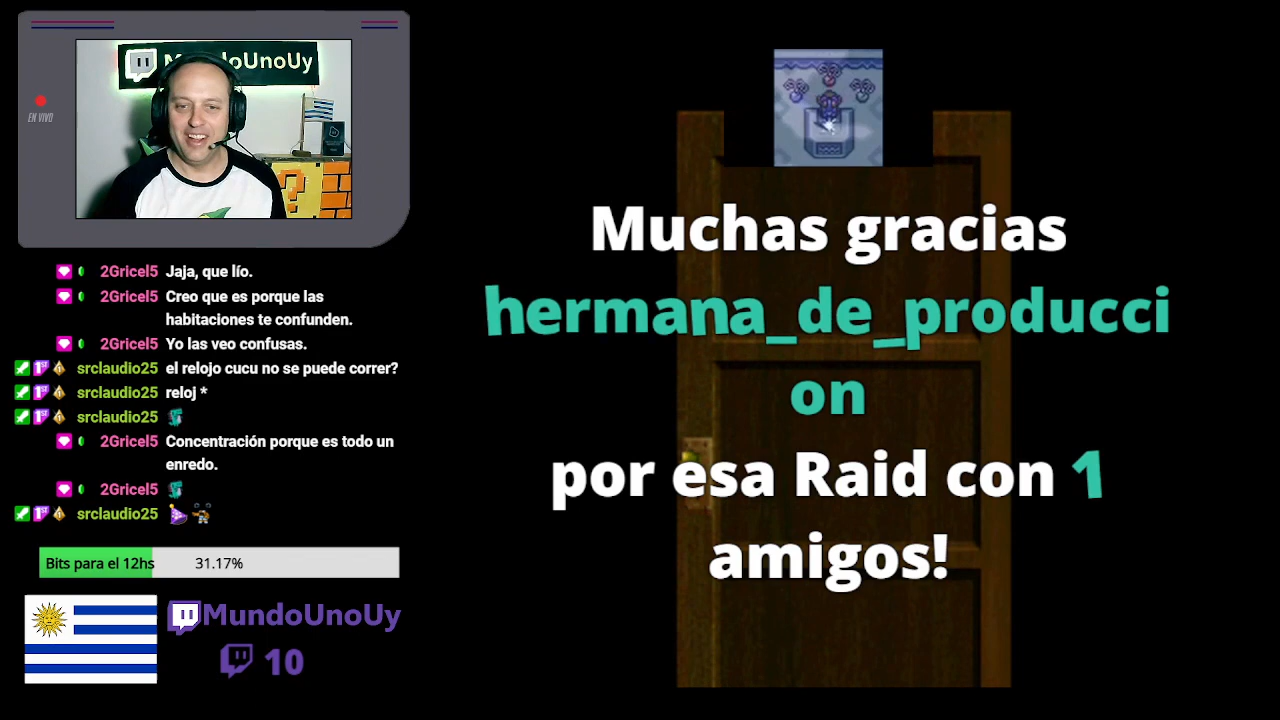 MundoUnoUy
EN VIVO
2Gricel5 Jaja, que lío.
2Gricel5 Creo que es porque las
habitaciones te confunden.
2Gricel5 Yo las veo confusas.
srclaudio25 el relojo cucu no se puede correr?
srclaudio25 reloj *
srclaudio25
2Gricel5 Concentración porque es todo un
enredo.
2Gricel5
srclaudio25
Bits para el 12hs 31.17%
MundoUnoUy
10
Muchas gracias
hermana_de_producci
on
por esa Raid con 1
amigos!